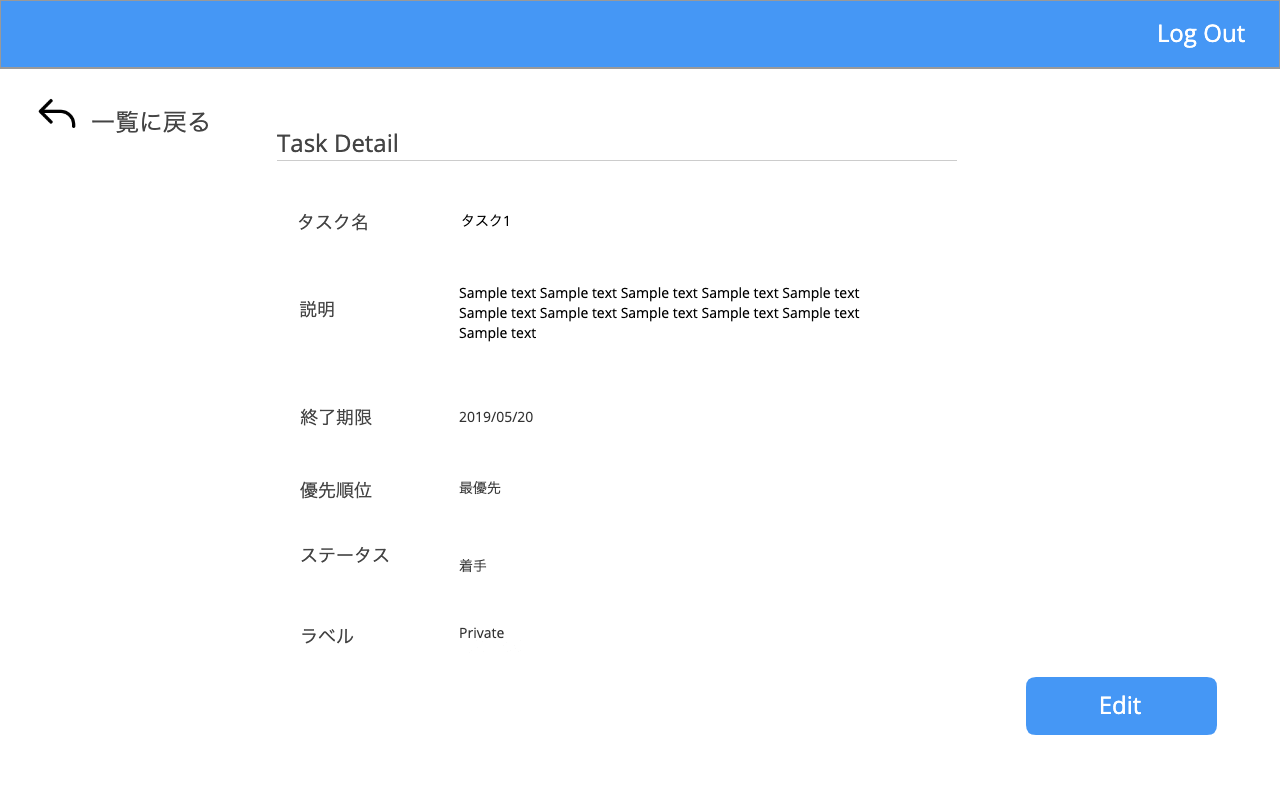 Log Out
一覧に戻る
Task Detail
タスク名
タスク1
説明
Sample text Sample text Sample text Sample text Sample text
Sample text Sample text Sample text Sample text Sample text
Sample text
終了期限
2019/05/20
優先順位
最優先
ステータス
着手
ラベル
Private
Edit